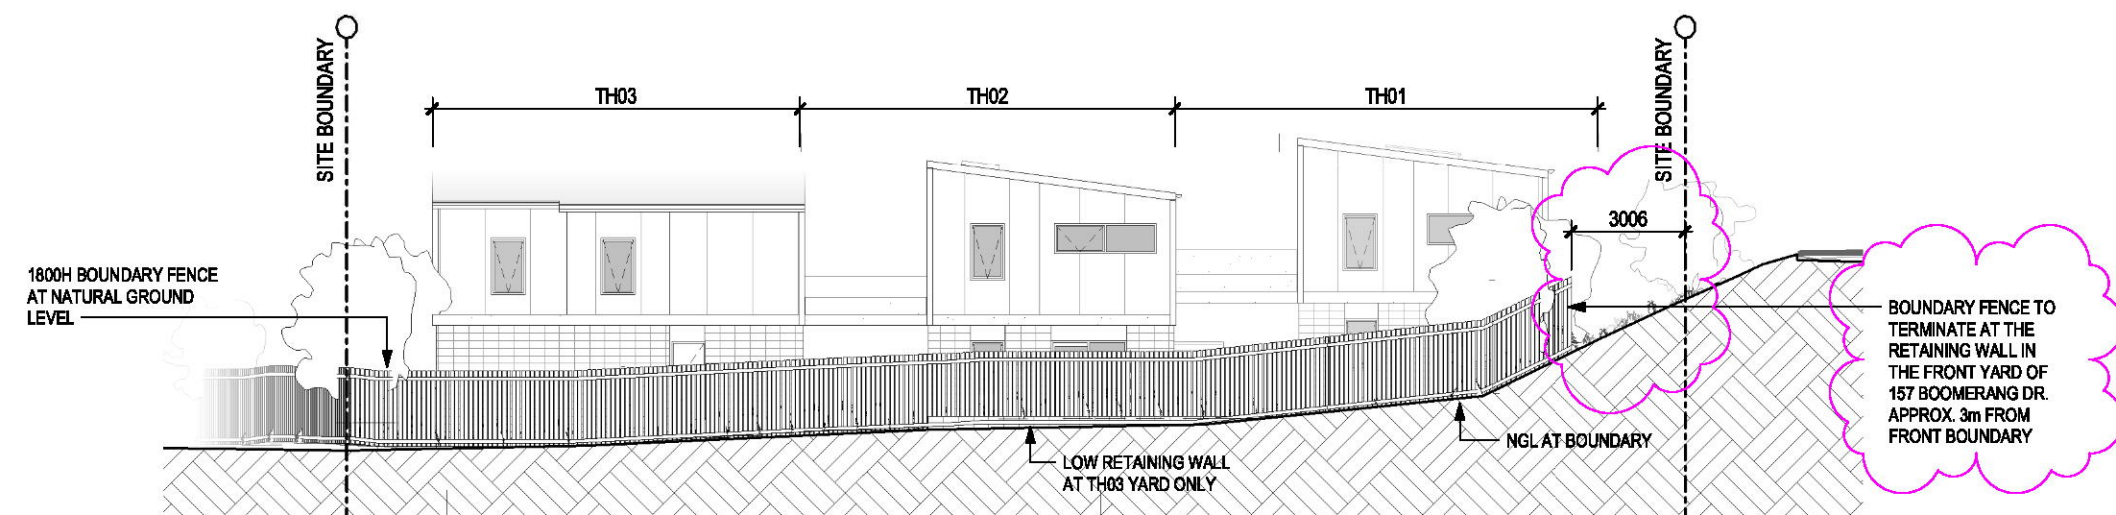 SITE BOUNDARY
TH03
TH02
TH01
SITE BOUNDARY
3006
1800H BOUNDARY FENCE
AT NATURAL GROUND
LEVEL
BOUNDARY FENCE TO
TERMINATE AT THE
RETAINING WALL IN
THE FRONT YARD OF
157 BOOMERANG DR.
APPROX. 3m FROM
FRONT BOUNDARY
NGL AT BOUNDARY
LOW RETAINING WALL
AT TH03 YARD ONLY